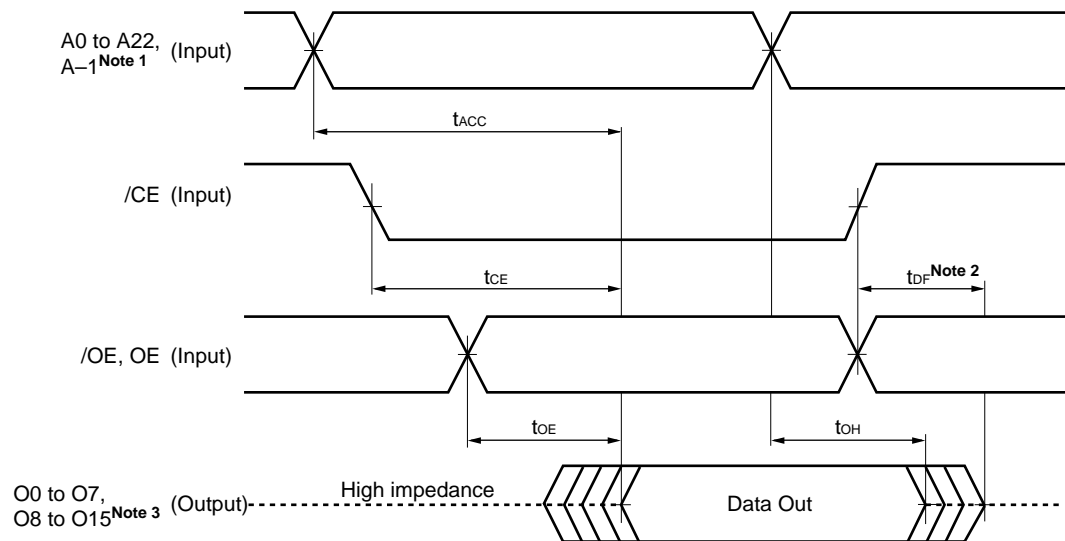 A0 to A22,
A–1Note 1 (Input)
tACC
/CE (Input)
tCE
tDFNote 2
/OE, OE (Input)
tOE
tOH
O0 to O7,
O8 to O15Note 3 (Output)
High impedance
Data Out